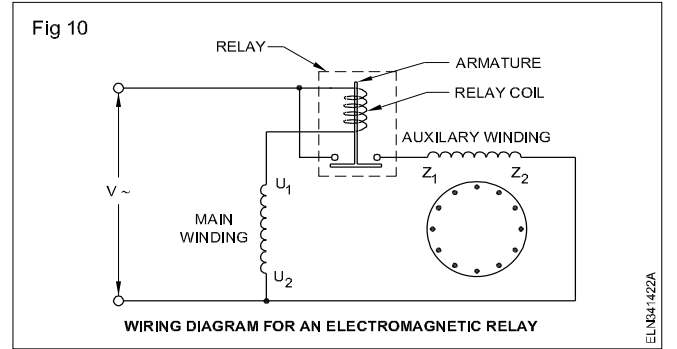 Fig 10
RELAY
ARMATURE
RELAY COIL
AUXILARY WINDING
Z1
Z2
U1
V ~
MAIN
WINDING
U2
WIRING DIAGRAM FOR AN ELECTROMAGNETIC RELAY
ELN341422A